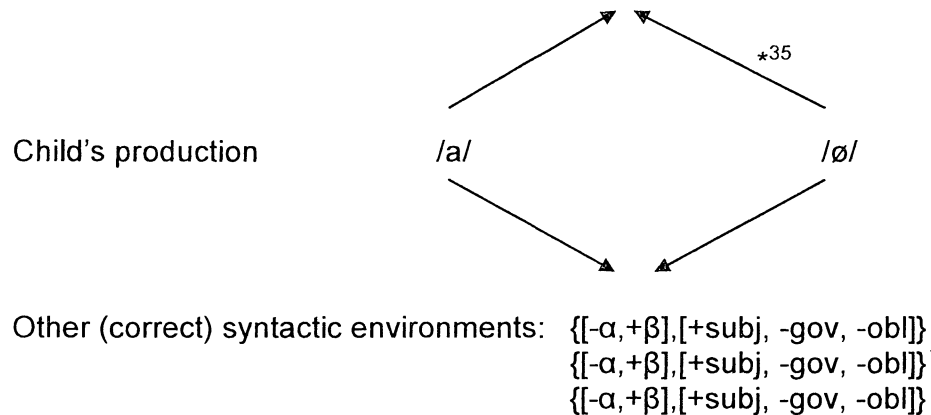 *35
Child's production /a/ /ø/
Other (correct) syntactic environments: {[-α,+β],[+subj, -gov, -obl]}
{[-α,+β],[+subj, -gov, -obl]}
{[-α,+β],[+subj, -gov, -obl]}